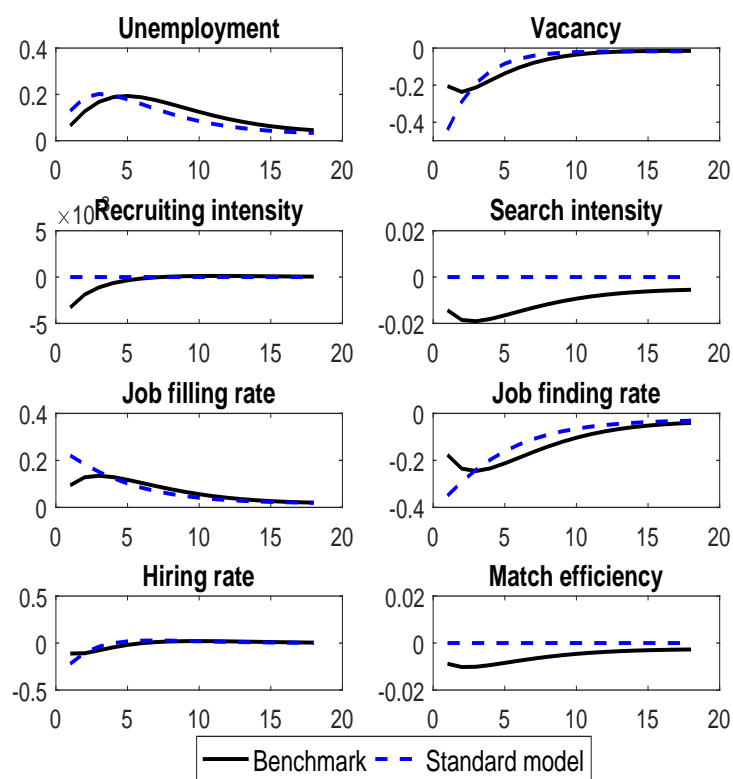 Unemployment
0.4
0.2
0
0 5 10 15 20
Vacancy
0
-0.2
-0.4
0 5 10 15 20
×10⁻³
Recruiting intensity
5
0
-5
0 5 10 15 20
Search intensity
0.02
0
-0.02
0 5 10 15 20
Job filling rate
0.4
0.2
0
0 5 10 15 20
Job finding rate
0
-0.2
-0.4
0 5 10 15 20
Hiring rate
0.5
0
-0.5
0 5 10 15 20
Match efficiency
0.02
0
-0.02
0 5 10 15 20
Benchmark Standard model